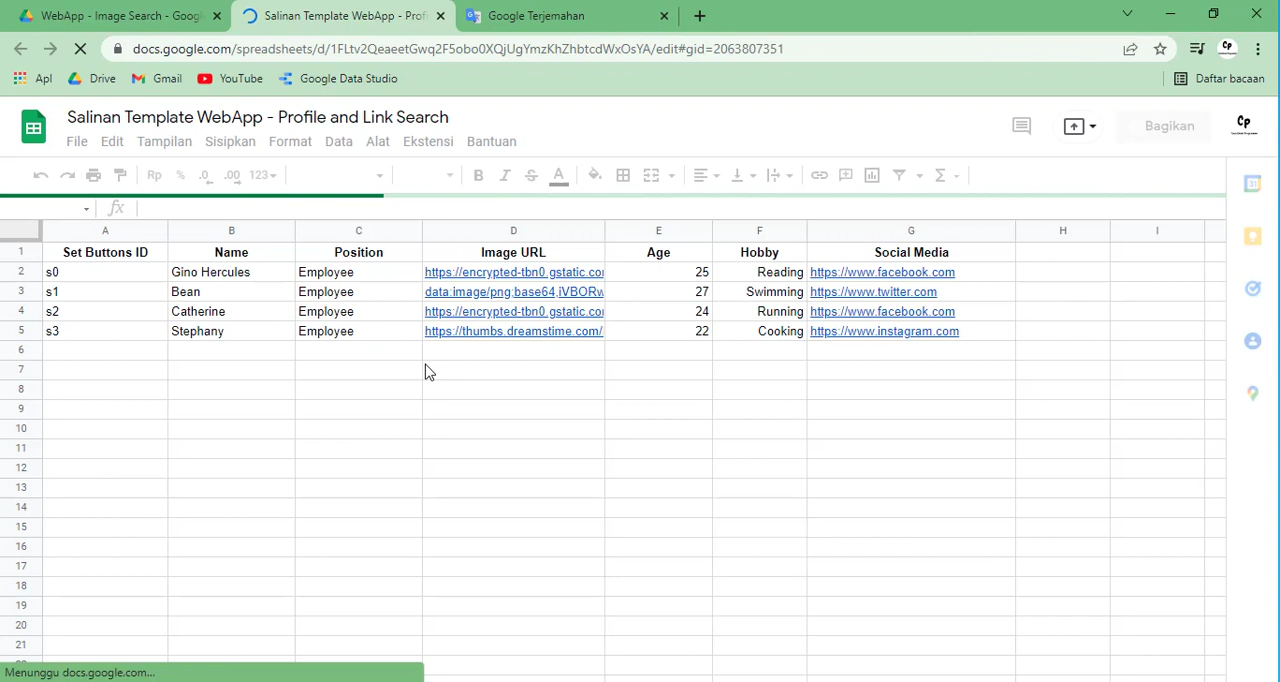 WebApp - Image Search - Googl
Salinan Template WebApp - Profi
Google Terjemahan
docs.google.com/spreadsheets/d/1FLtv2QeaeetGwq2F5obo0XQjUgYmzKhZhbtcdWxOsYA/edit#gid=2063807351
Apl Drive Gmail YouTube Google Data Studio Daftar bacaan
Salinan Template WebApp - Profile and Link Search
File Edit Tampilan Sisipkan Format Data Alat Ekstensi Bantuan
Bagikan
Rp % .0 .00 123 B I S A Σ
fx
A B C D E F G H I
1 Set Buttons ID Name Position Image URL Age Hobby Social Media
2 s0 Gino Hercules Employee https://encrypted-tbn0.gstatic.cor 25 Reading https://www.facebook.com
3 s1 Bean Employee data:image/png;base64,iVBORw 27 Swimming https://www.twitter.com
4 s2 Catherine Employee https://encrypted-tbn0.gstatic.cor 24 Running https://www.facebook.com
5 s3 Stephany Employee https://thumbs.dreamstime.com/ 22 Cooking https://www.instagram.com
6
7
8
9
10
11
12
13
14
15
16
17
18
19
20
21
Menunggu docs.google.com...